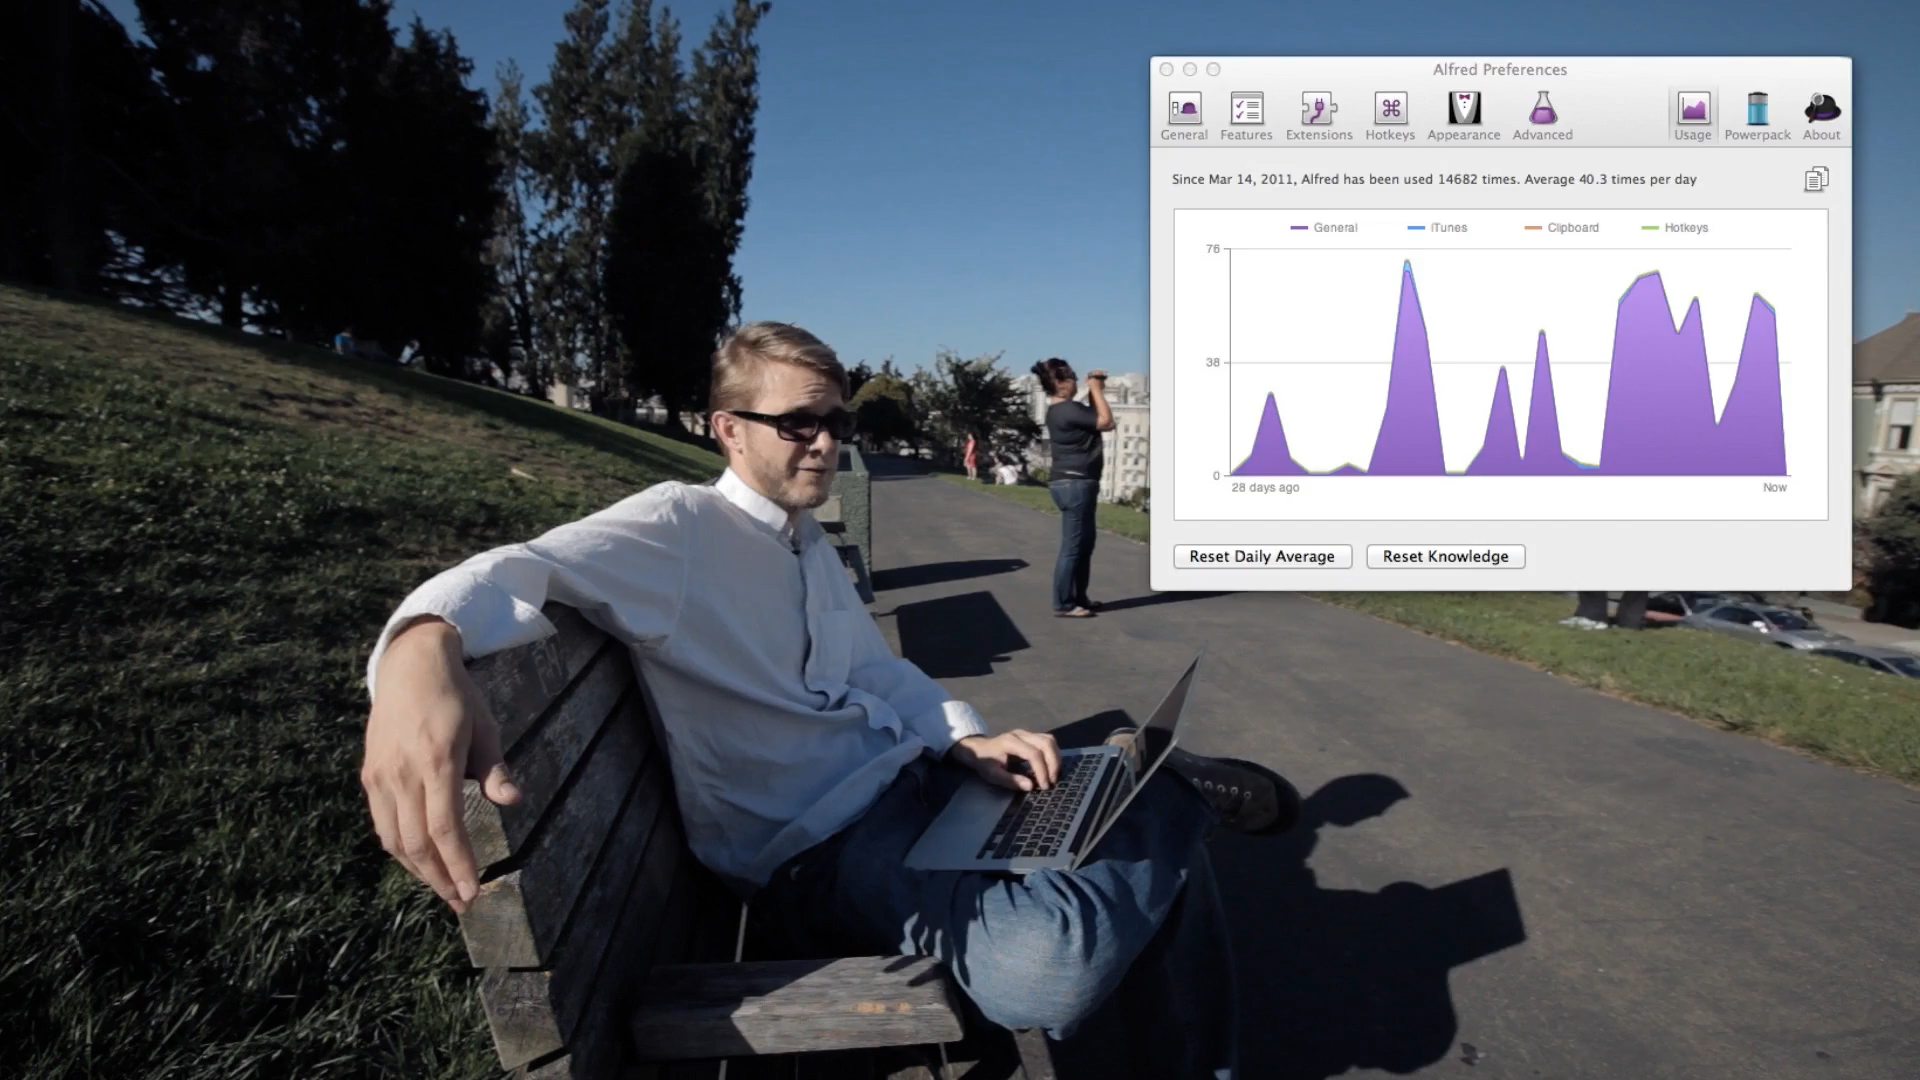 Alfred Preferences
General Features Extensions Hotkeys Appearance Advanced Usage Powerpack About
Since Mar 14, 2011, Alfred has been used 14682 times. Average 40.3 times per day
General iTunes Clipboard Hotkeys
76
38
0
28 days ago Now
Reset Daily Average Reset Knowledge